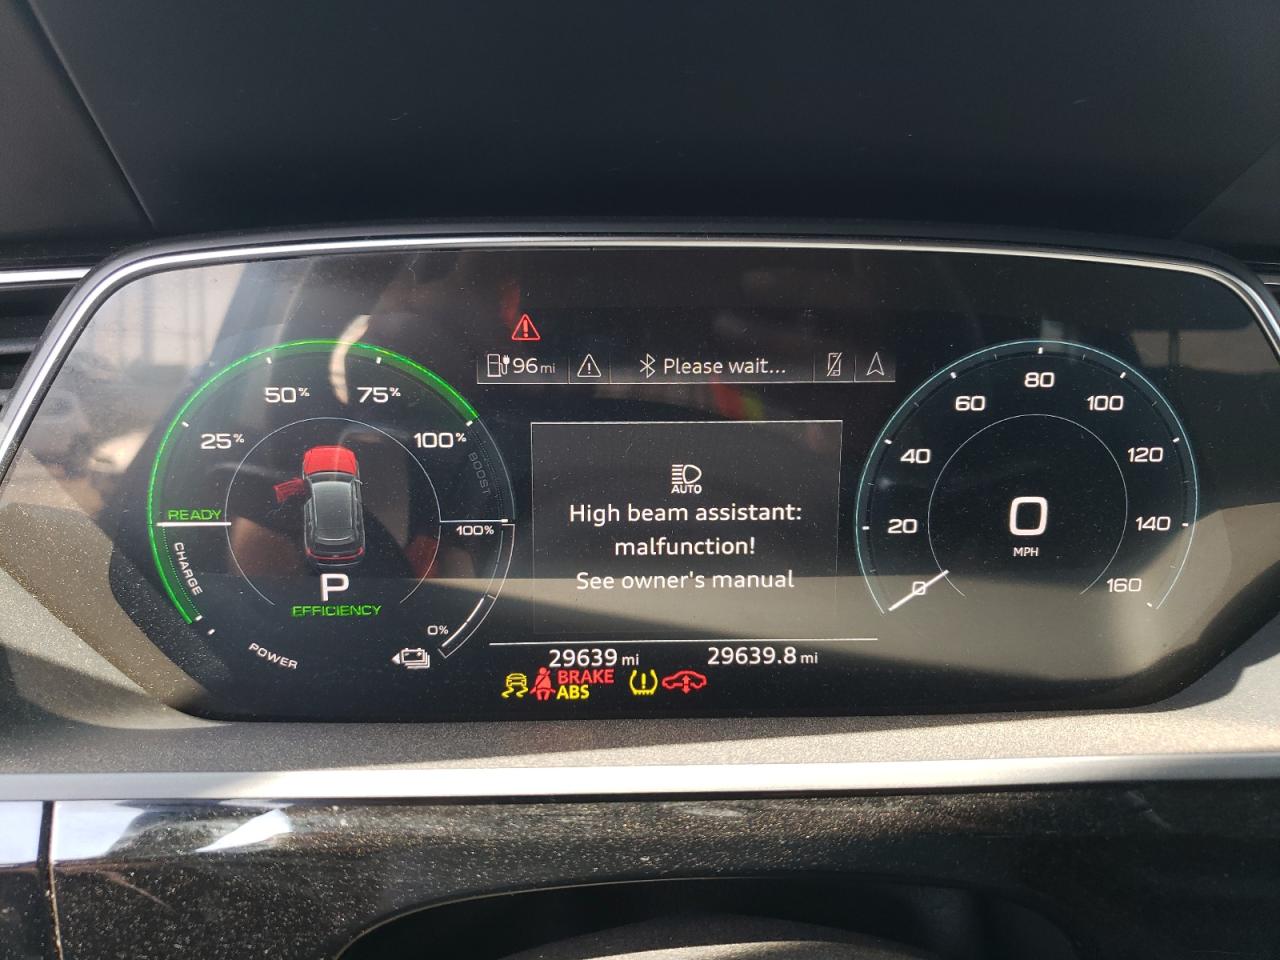 96 mi
Please wait...
50%
75%
25%
100%
BOOST
READY
CHARGE
100%
P
EFFICIENCY
0%
POWER
AUTO
High beam assistant:
malfunction!
See owner's manual
29639 mi
29639.8 mi
BRAKE
ABS
80
60
100
40
120
20
0
MPH
140
0
160